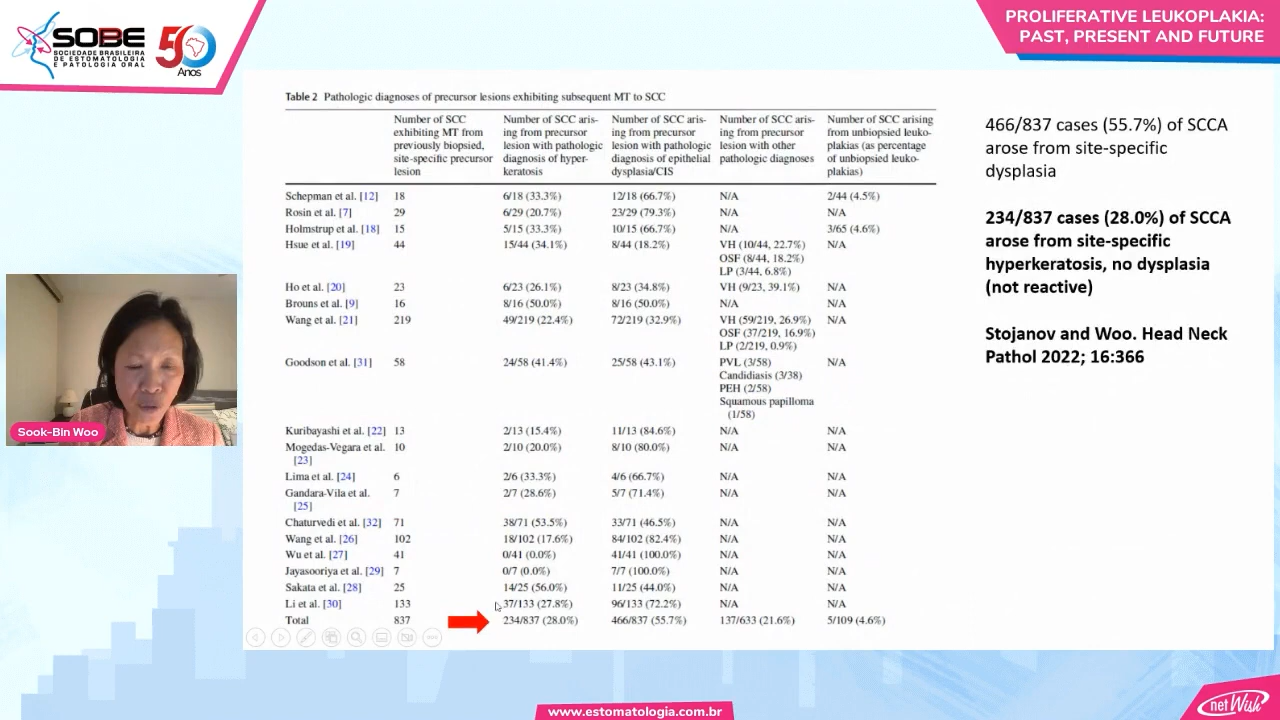 SOBE
SOCIEDADE BRASILEIRA
DE ESTOMATOLOGIA
E PATOLOGIA ORAL
50
Anos
PROLIFERATIVE LEUKOPLAKIA:
PAST, PRESENT AND FUTURE
Table 2 Pathologic diagnoses of precursor lesions exhibiting subsequent MT to SCC
Number of SCC exhibiting MT from previously biopsied, site-specific precursor lesion
Number of SCC aris-ing from precursor lesion with pathologic diagnosis of hyper-keratosis
Number of SCC aris-ing from precursor lesion with pathologic diagnosis of epithelial dysplasia/CIS
Number of SCC aris-ing from precursor lesion with other pathologic diagnoses
Number of SCC arising from unbiopsied leuko-plakias (as percentage of unbiopsied leuko-plakias)
Schepman et al. [12] 18 6/18 (33.3%) 12/18 (66.7%) N/A 2/44 (4.5%)
Rosin et al. [7] 29 6/29 (20.7%) 23/29 (79.3%) N/A N/A
Holmstrup et al. [18] 15 5/15 (33.3%) 10/15 (66.7%) N/A 3/65 (4.6%)
Hsue et al. [19] 44 15/44 (34.1%) 8/44 (18.2%) VH (10/44, 22.7%) N/A
OSF (8/44, 18.2%)
LP (3/44, 6.8%)
Ho et al. [20] 23 6/23 (26.1%) 8/23 (34.8%) VH (9/23, 39.1%) N/A
Brouns et al. [9] 16 8/16 (50.0%) 8/16 (50.0%) N/A N/A
Wang et al. [21] 219 49/219 (22.4%) 72/219 (32.9%) VH (59/219, 26.9%) N/A
OSF (37/219, 16.9%)
LP (2/219, 0.9%)
Goodson et al. [31] 58 24/58 (41.4%) 25/58 (43.1%) PVL (3/58) N/A
Candidiasis (3/38)
PEH (2/58)
Squamous papilloma
(1/58)
Kuribayashi et al. [22] 13 2/13 (15.4%) 11/13 (84.6%) N/A N/A
Mogedas-Vegara et al. 10 2/10 (20.0%) 8/10 (80.0%) N/A N/A
[23]
Lima et al. [24] 6 2/6 (33.3%) 4/6 (66.7%) N/A N/A
Gandara-Vila et al. 7 2/7 (28.6%) 5/7 (71.4%) N/A N/A
[25]
Chaturvedi et al. [32] 71 38/71 (53.5%) 33/71 (46.5%) N/A N/A
Wang et al. [26] 102 18/102 (17.6%) 84/102 (82.4%) N/A N/A
Wu et al. [27] 41 0/41 (0.0%) 41/41 (100.0%) N/A N/A
Jayasooriya et al. [29] 7 0/7 (0.0%) 7/7 (100.0%) N/A N/A
Sakata et al. [28] 25 14/25 (56.0%) 11/25 (44.0%) N/A N/A
Li et al. [30] 133 37/133 (27.8%) 96/133 (72.2%) N/A N/A
Total 837 234/837 (28.0%) 466/837 (55.7%) 137/633 (21.6%) 5/109 (4.6%)
466/837 cases (55.7%) of SCCA
arose from site-specific
dysplasia
234/837 cases (28.0%) of SCCA
arose from site-specific
hyperkeratosis, no dysplasia
(not reactive)
Stojanov and Woo. Head Neck
Pathol 2022; 16:366
Sook-Bin Woo
www.estomatologia.com.br
netWish